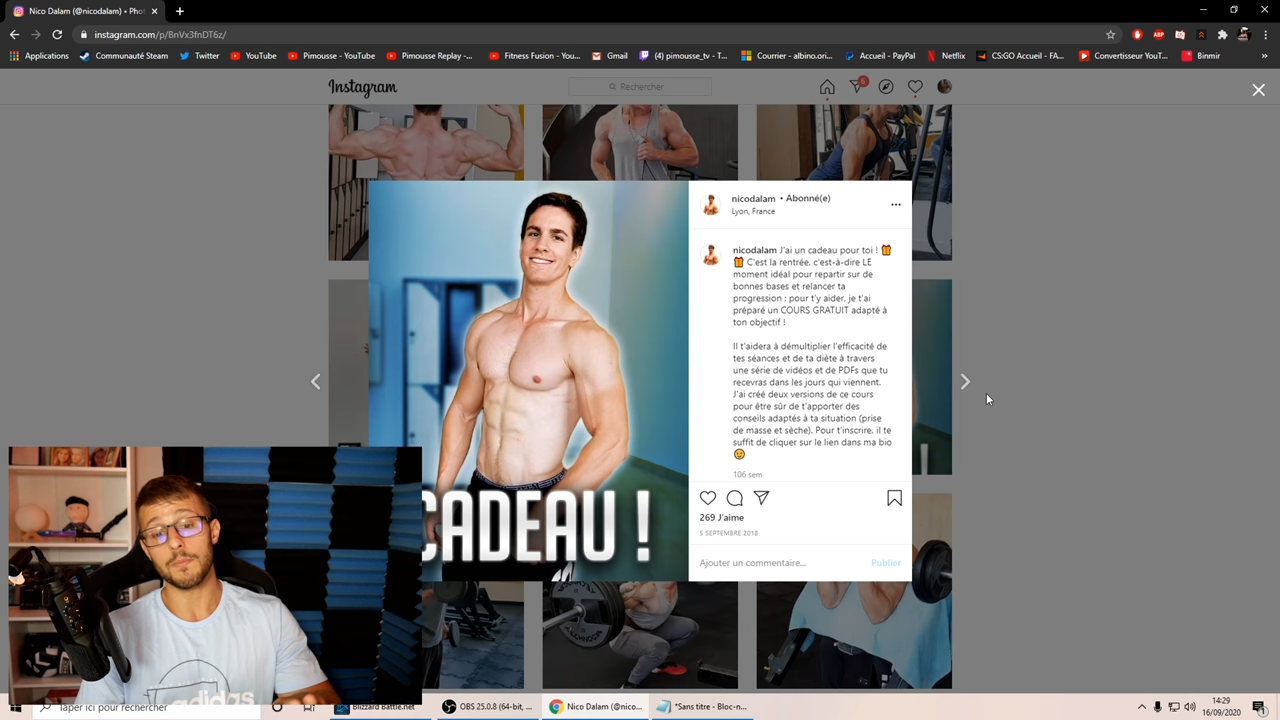 Nico Dalam (@nicodalam) • Phot
instagram.com/p/BnVx3fnDT6z/
Applications
Communauté Steam
Twitter
YouTube
Pimousse - YouTube
Pimousse Replay -...
Fitness Fusion - You...
Gmail
(4) pimousse_tv - T...
Courrier - albino.ori...
Accueil - PayPal
Netflix
CS:GO Accueil - FA...
Convertisseur YouT...
Binmir
»
Instagram
Rechercher
6
nicodalam • Abonné(e)
Lyon, France
nicodalam J'ai un cadeau pour toi ! 🎁
🎁 C'est la rentrée, c'est-à-dire LE
moment idéal pour repartir sur de
bonnes bases et relancer ta
progression : pour t'y aider, je t'ai
préparé un COURS GRATUIT adapté à
ton objectif !
Il t'aidera à démultiplier l'efficacité de
tes séances et de ta diète à travers
une série de vidéos et de PDFs que tu
recevras dans les jours qui viennent.
J'ai créé deux versions de ce cours
pour être sûr de t'apporter des
conseils adaptés à ta situation (prise
de masse et sèche). Pour t'inscrire, il te
suffit de cliquer sur le lien dans ma bio
😉
106 sem
269 J'aime
5 SEPTEMBRE 2018
Ajouter un commentaire...
Publier
CADEAU !
adidas
Taper ici pour rechercher
Blizzard Battle.net
OBS 25.0.8 (64-bit, ...
Nico Dalam (@nico...
*Sans titre - Bloc-n...
14:29
16/09/2020